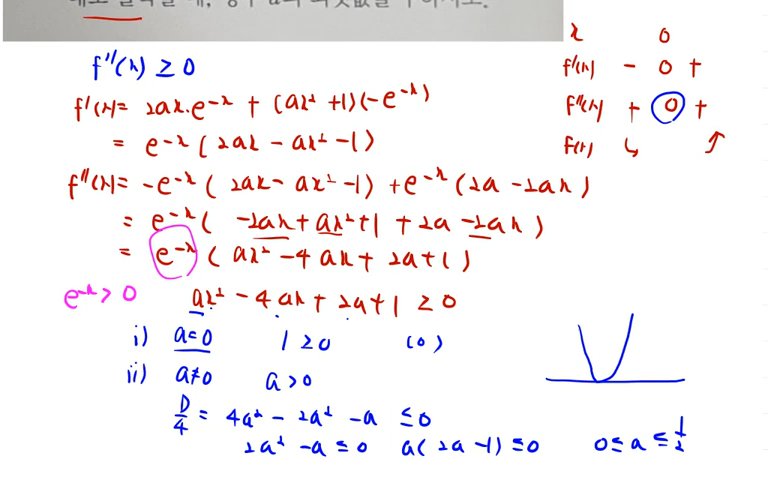 x 0
f'(x) - 0 +
f''(x) + 0 +
f(x)
f''(x) ≥ 0
f'(x) = 2ax·e^-x + (ax²+1)(-e^-x)
= e^-x (2ax - ax² - 1)
f''(x) = -e^-x (2ax - ax² - 1) + e^-x (2a - 2ax)
= e^-x (-2ax + ax² + 1 + 2a - 2ax)
= e^-x (ax² - 4ax + 2a + 1)
e^-x > 0 ax² - 4ax + 2a + 1 ≥ 0
i) a=0 1 ≥ 0 (o)
ii) a≠0 a > 0
D/4 = 4a² - 2a² - a ≤ 0
2a² - a ≤ 0 a(2a-1) ≤ 0 0 ≤ a ≤ 1/2